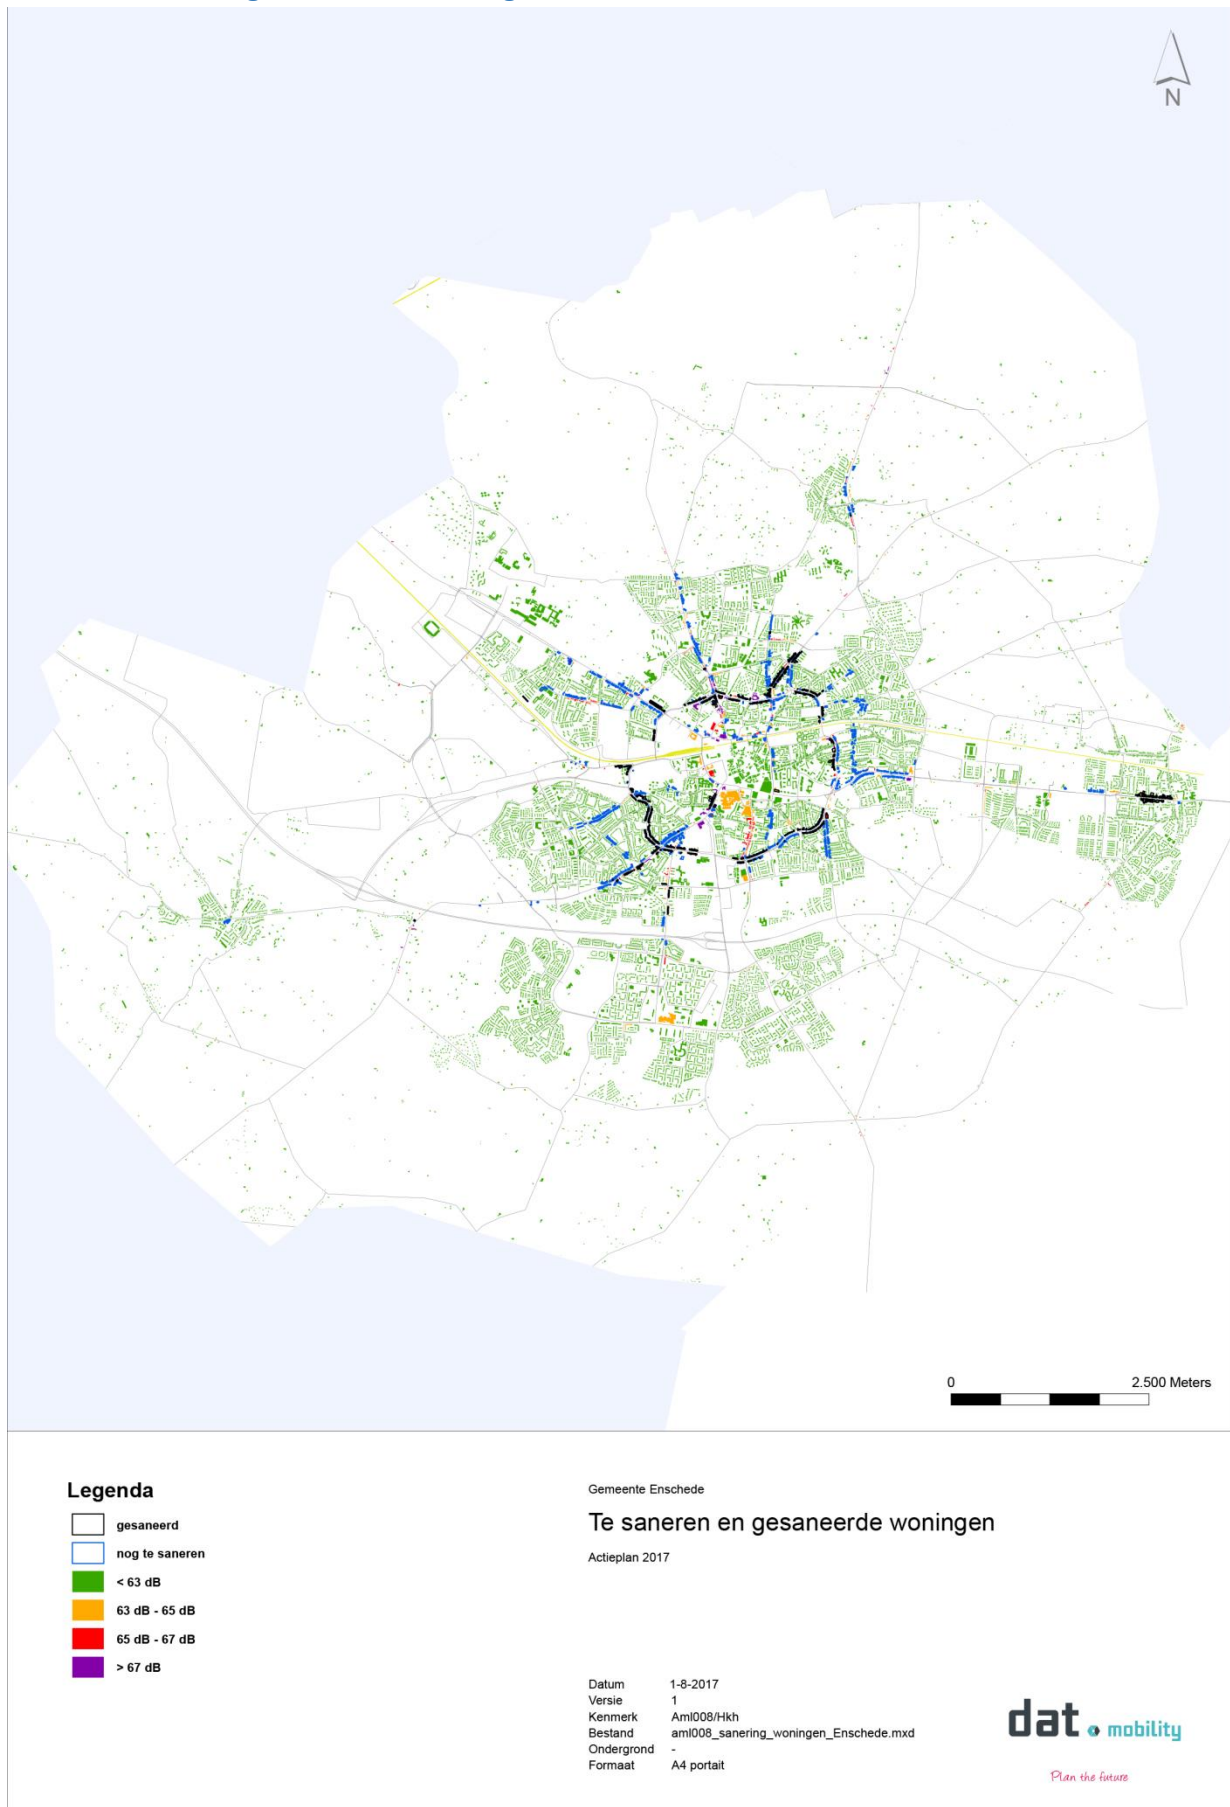 N
0 2.500 Meters
Legenda
gesaneerd
nog te saneren
< 63 dB
63 dB - 65 dB
65 dB - 67 dB
> 67 dB
Gemeente Enschede
Te saneren en gesaneerde woningen
Actieplan 2017
Datum 1-8-2017
Versie 1
Kenmerk Aml008/Hkh
Bestand aml008_sanering_woningen_Enschede.mxd
Ondergrond -
Formaat A4 portait
dat mobility
Plan the future